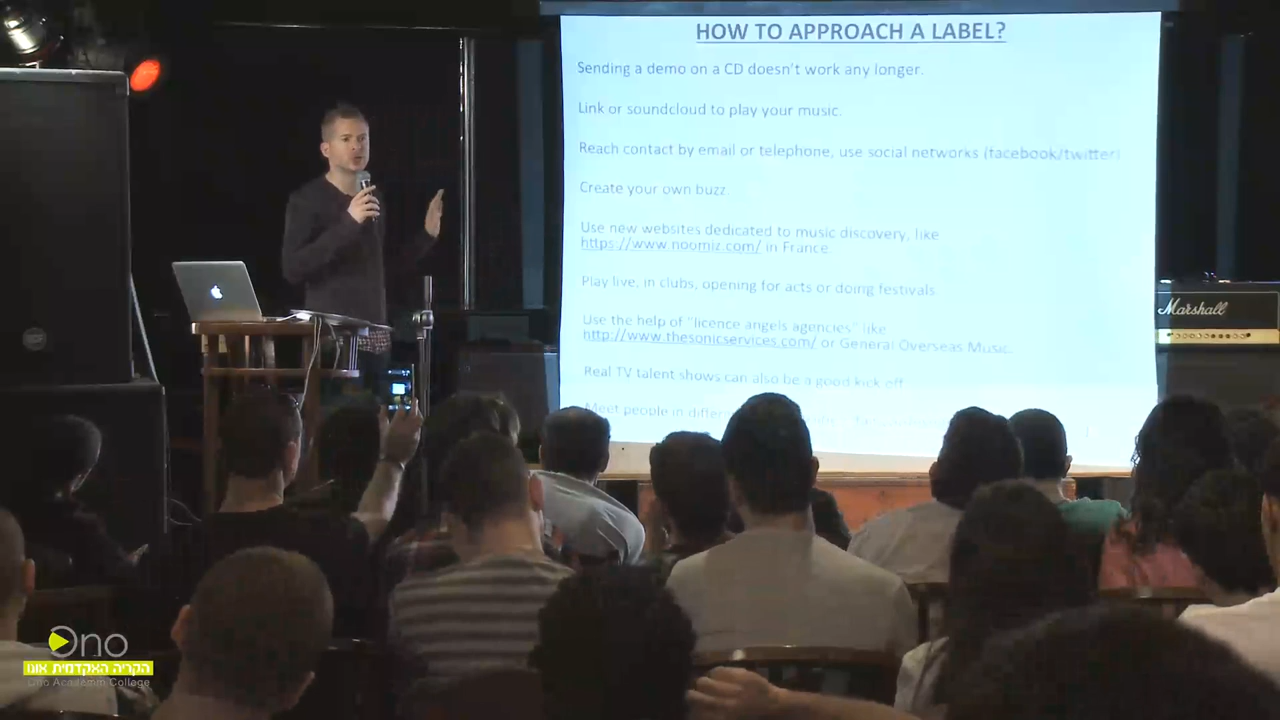 HOW TO APPROACH A LABEL?
Sending a demo on a CD doesn't work any longer.
Link or soundcloud to play your music.
Reach contact by email or telephone, use social networks (facebook/twitter)
Create your own buzz.
Use new websites dedicated to music discovery, like
https://www.noomiz.com/ in France.
Play live, in clubs, opening for acts or doing festivals
Use the help of "licence angels agencies" like
http://www.thesonicservices.com/ or General Overseas Music.
Real TV talent shows can also be a good kick off
Meet people in
Marshall
Ono
הקריה האקדמית אונו
Ono Academic College